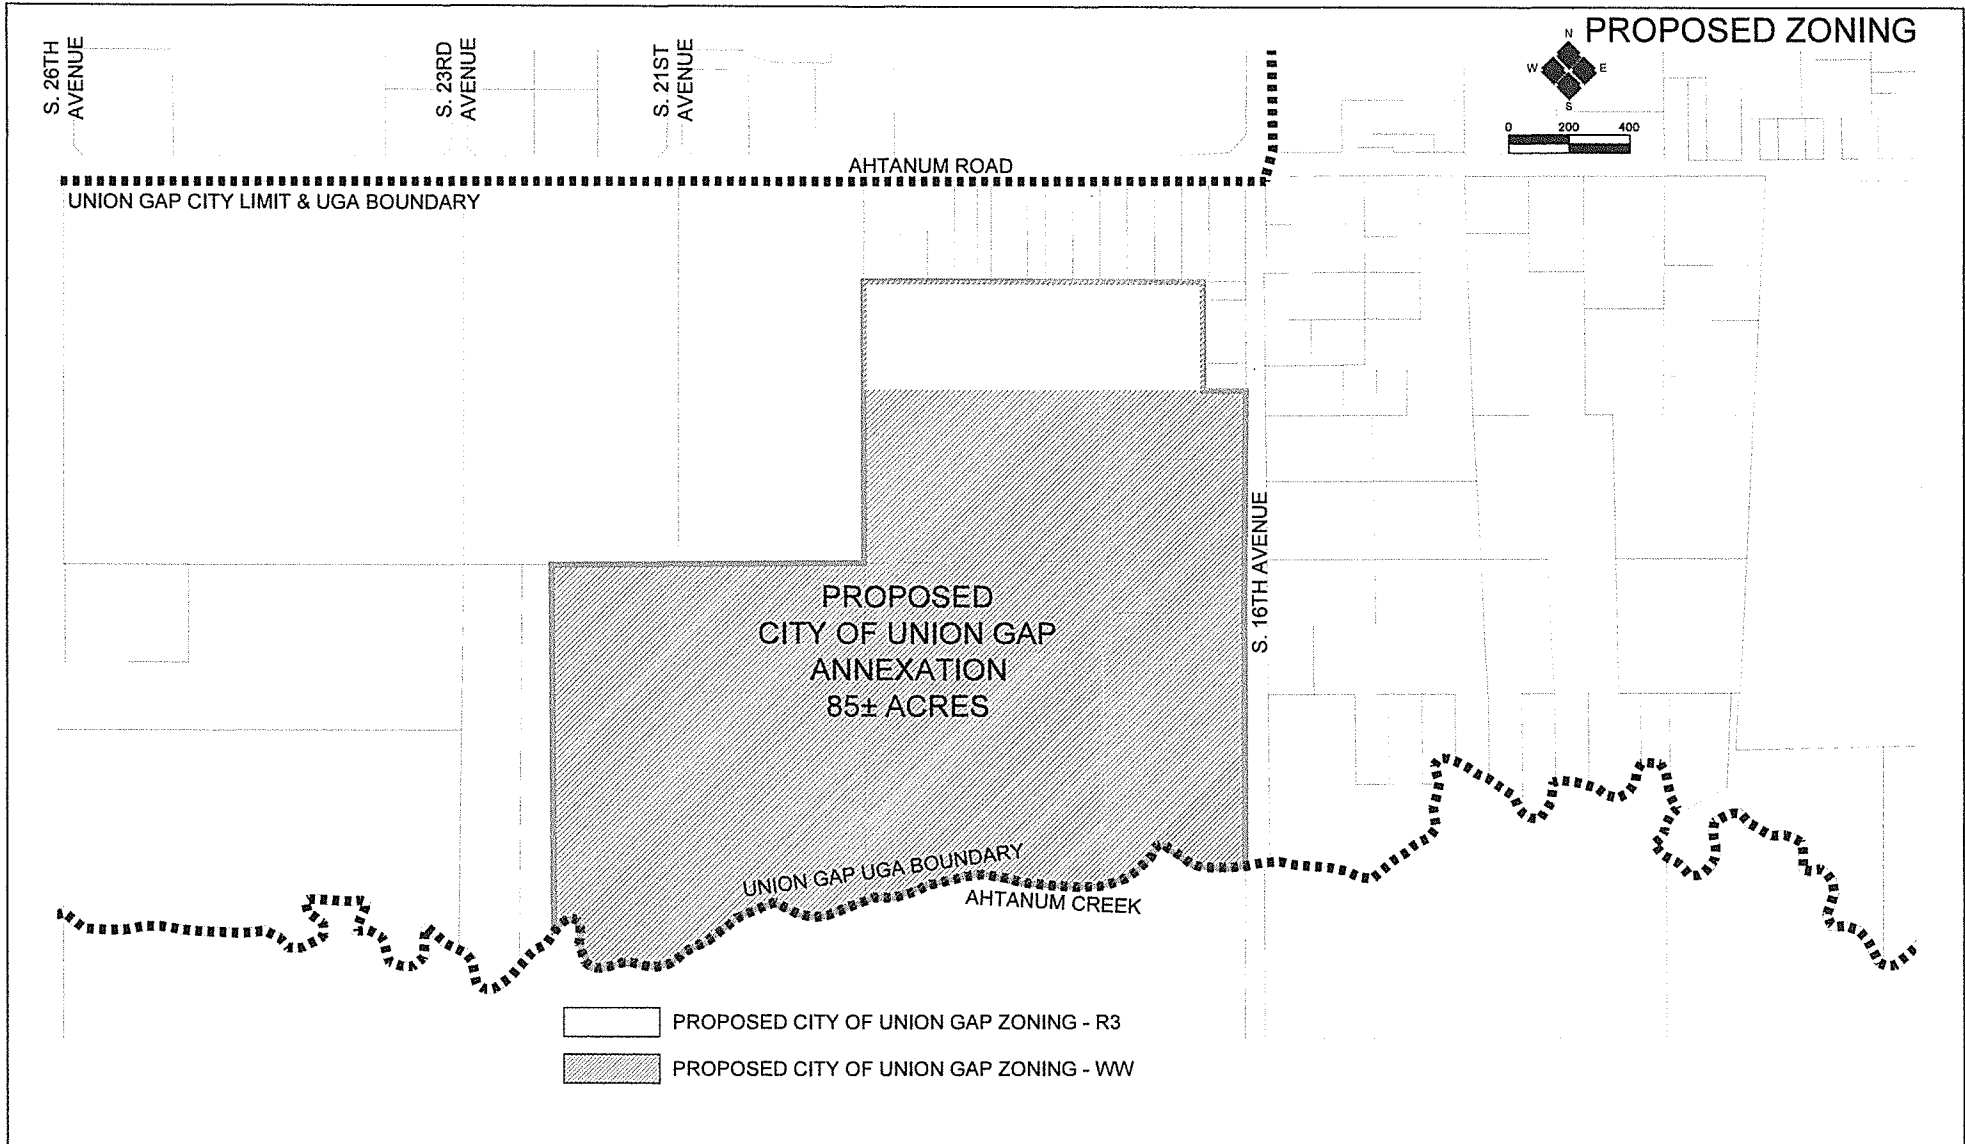 PROPOSED ZONING
N
W E
S
0 200 400
S. 26TH
AVENUE
S. 23RD
AVENUE
S. 21ST
AVENUE
AHTANUM ROAD
UNION GAP CITY LIMIT & UGA BOUNDARY
S. 16TH AVENUE
PROPOSED
CITY OF UNION GAP
ANNEXATION
85± ACRES
UNION GAP UGA BOUNDARY
AHTANUM CREEK
PROPOSED CITY OF UNION GAP ZONING - R3
PROPOSED CITY OF UNION GAP ZONING - WW